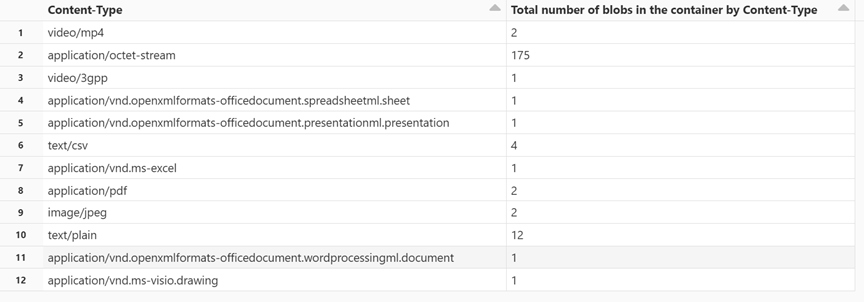 Content-Type Total number of blobs in the container by Content-Type
1 video/mp4 2
2 application/octet-stream 175
3 video/3gpp 1
4 application/vnd.openxmlformats-officedocument.spreadsheetml.sheet 1
5 application/vnd.openxmlformats-officedocument.presentationml.presentation 1
6 text/csv 4
7 application/vnd.ms-excel 1
8 application/pdf 2
9 image/jpeg 2
10 text/plain 12
11 application/vnd.openxmlformats-officedocument.wordprocessingml.document 1
12 application/vnd.ms-visio.drawing 1